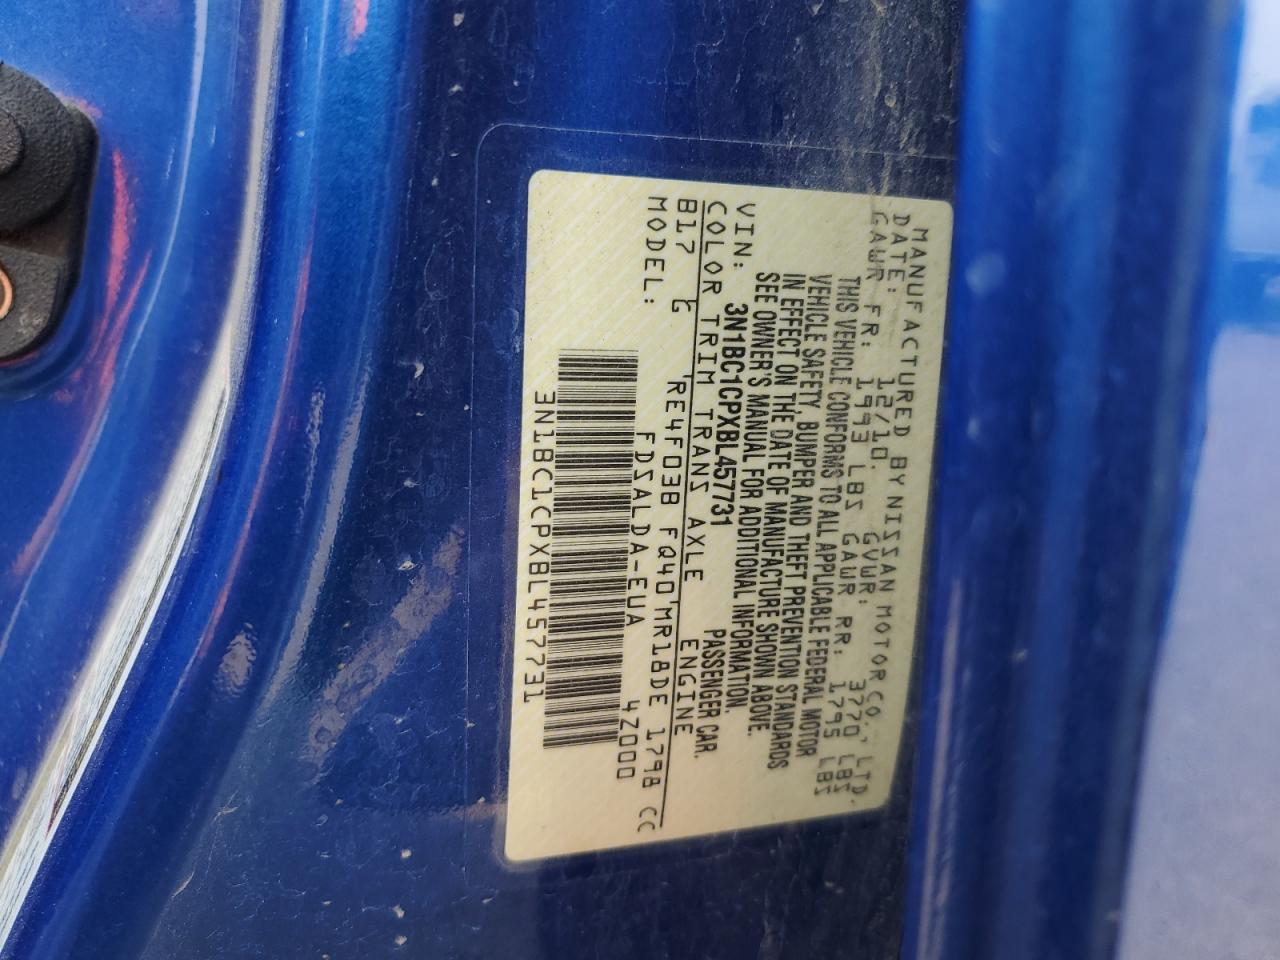 MANUFACTURED BY NISSAN MOTOR CO., LTD.
DATE: 12/10. GVWR: 3770 LBS
GAWR FR: 1993 LBS GAWR RR: 1795 LBS
THIS VEHICLE CONFORMS TO ALL APPLICABLE FEDERAL MOTOR
VEHICLE SAFETY, BUMPER AND THEFT PREVENTION STANDARDS
IN EFFECT ON THE DATE OF MANUFACTURE SHOWN ABOVE.
SEE OWNER'S MANUAL FOR ADDITIONAL INFORMATION.
VIN: 3N1BC1CPXBL457731 PASSENGER CAR.
COLOR TRIM TRANS AXLE ENGINE
B17 G RE4F03B FQ40 MR18DE 1798 CC
MODEL: FDSALDA-EUA 4Z000
3N1BC1CPXBL457731